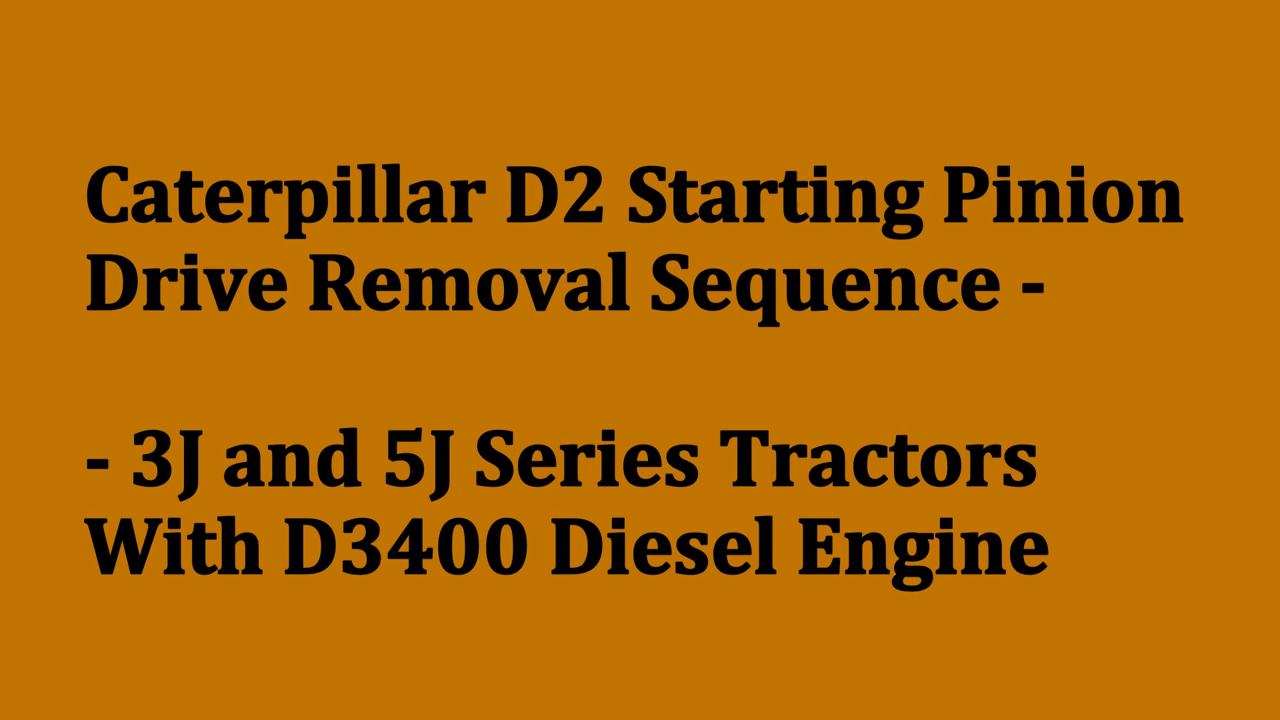 Caterpillar D2 Starting Pinion
Drive Removal Sequence -
- 3J and 5J Series Tractors
With D3400 Diesel Engine